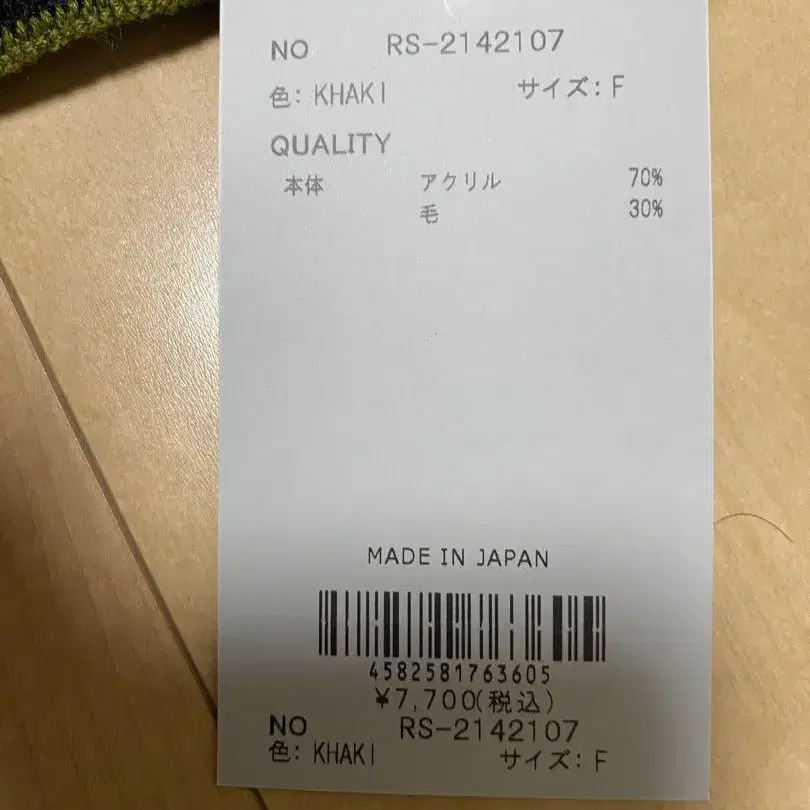 NO RS-2142107
色: KHAKI サイズ: F
QUALITY
本体 アクリル 70%
毛 30%
MADE IN JAPAN
4582581763605
¥7,700(税込)
NO RS-2142107
色: KHAKI サイズ: F